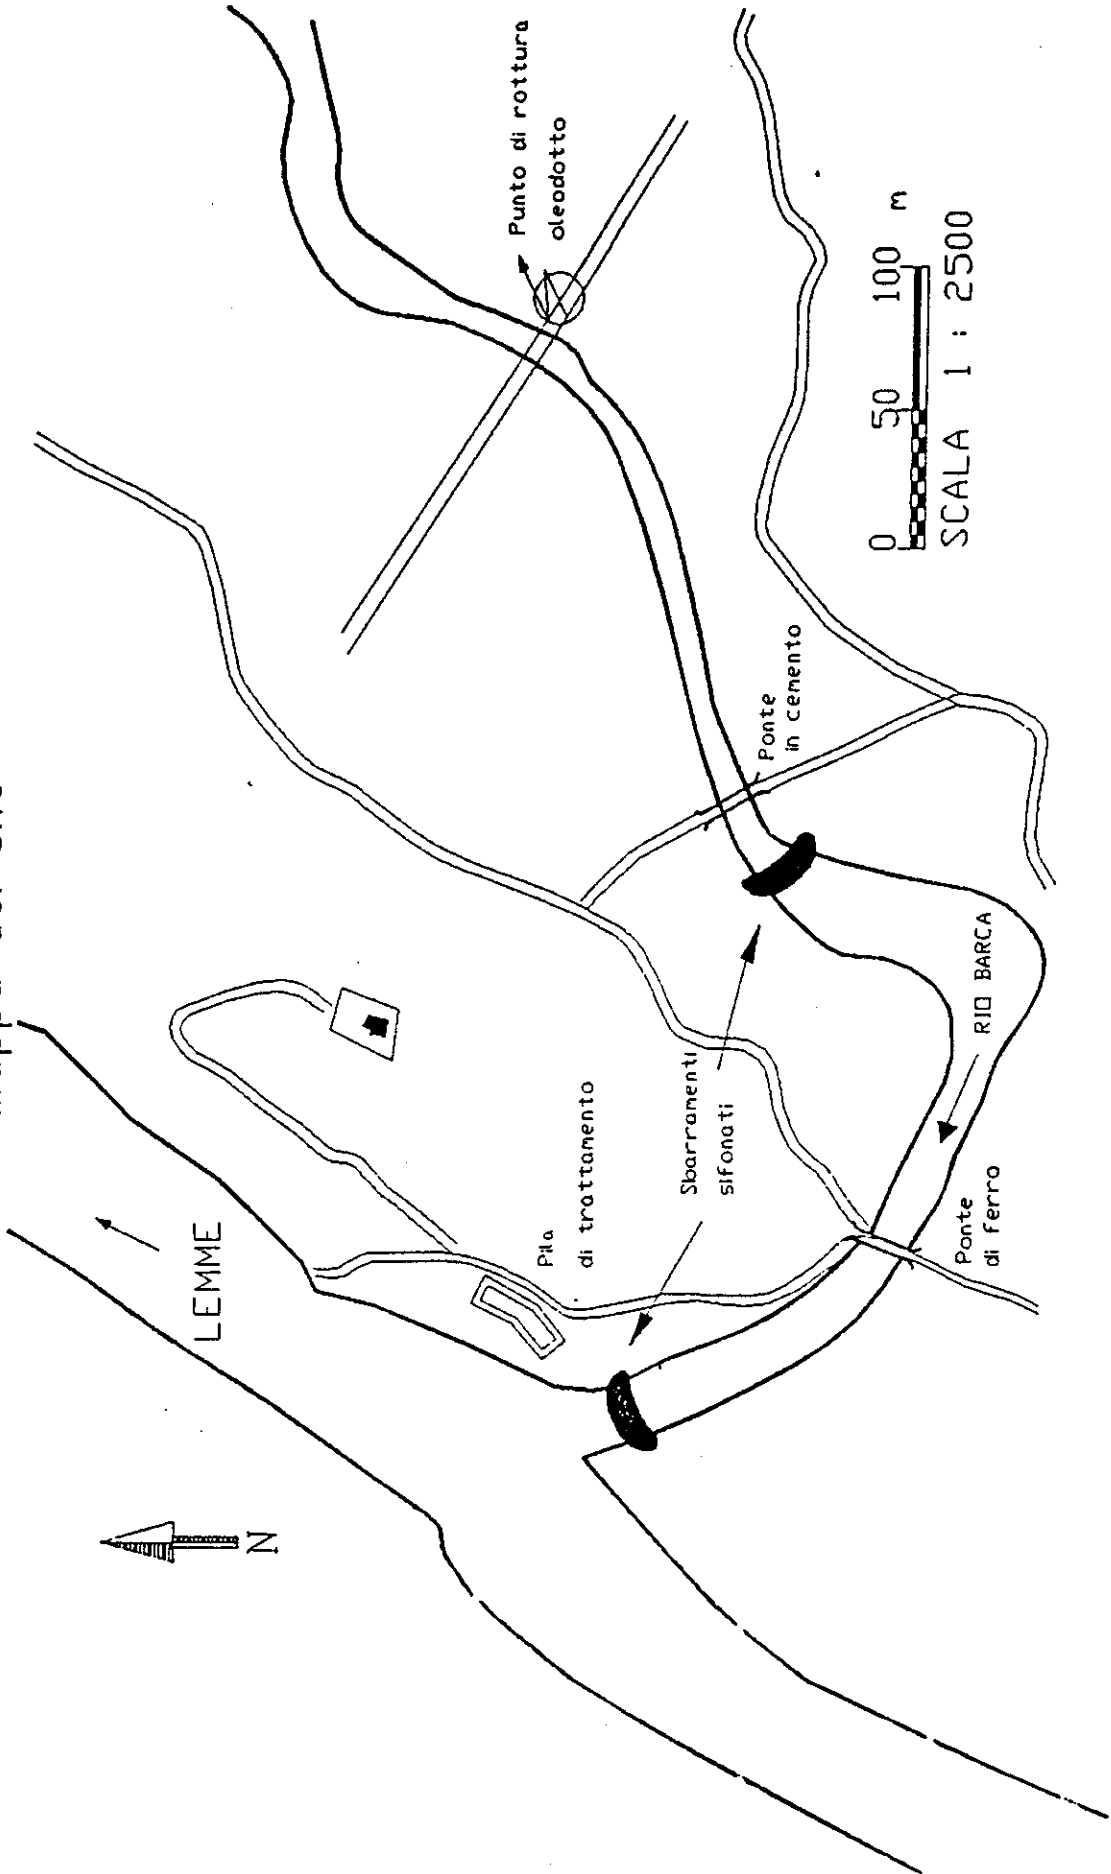 LEMME
N
Punto di rottura
oleodotto
Pila
di trattamento
Sbarramenti
sifonati
Ponte
in cemento
RIO BARCA
Ponte
di ferro
0 50 100 m
SCALA 1 : 2500